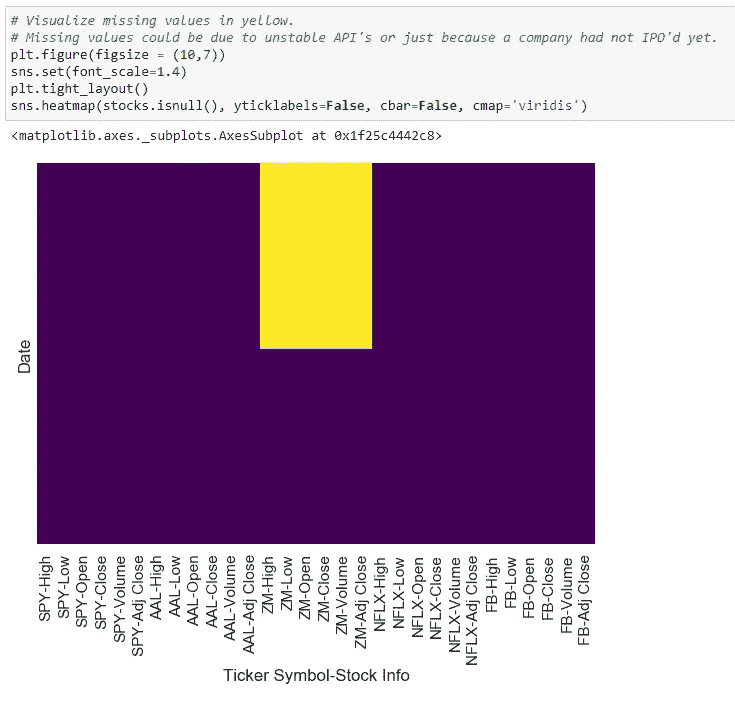 # Visualize missing values in yellow.
# Missing values could be due to unstable API's or just because a company had not IPO'd yet.
plt.figure(figsize = (10,7))
sns.set(font_scale=1.4)
plt.tight_layout()
sns.heatmap(stocks.isnull(), yticklabels=False, cbar=False, cmap='viridis')
<matplotlib.axes._subplots.AxesSubplot at 0x1f25c4442c8>
Date
SPY-High
SPY-Low
SPY-Open
SPY-Close
SPY-Volume
SPY-Adj Close
AAL-High
AAL-Low
AAL-Open
AAL-Close
AAL-Volume
AAL-Adj Close
ZM-High
ZM-Low
ZM-Open
ZM-Close
ZM-Volume
ZM-Adj Close
NFLX-High
NFLX-Low
NFLX-Open
NFLX-Close
NFLX-Volume
NFLX-Adj Close
FB-High
FB-Low
FB-Open
FB-Close
FB-Volume
FB-Adj Close
Ticker Symbol-Stock Info